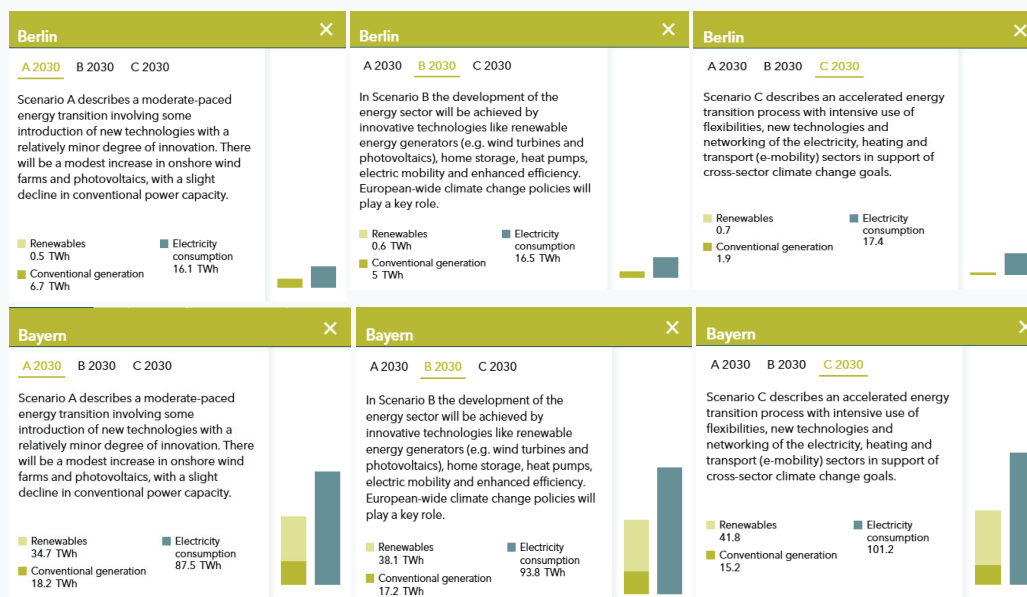 Berlin ×
A 2030 B 2030 C 2030
Scenario A describes a moderate-paced
energy transition involving some
introduction of new technologies with a
relatively minor degree of innovation. There
will be a modest increase in onshore wind
farms and photovoltaics, with a slight
decline in conventional power capacity.
Renewables
0.5 TWh
Conventional generation
6.7 TWh
Electricity
consumption
16.1 TWh
Berlin ×
A 2030 B 2030 C 2030
In Scenario B the development of the
energy sector will be achieved by
innovative technologies like renewable
energy generators (e.g. wind turbines and
photovoltaics), home storage, heat pumps,
electric mobility and enhanced efficiency.
European-wide climate change policies will
play a key role.
Renewables
0.6 TWh
Conventional generation
5 TWh
Electricity
consumption
16.5 TWh
Berlin ×
A 2030 B 2030 C 2030
Scenario C describes an accelerated energy
transition process with intensive use of
flexibilities, new technologies and
networking of the electricity, heating and
transport (e-mobility) sectors in support of
cross-sector climate change goals.
Renewables
0.7
Conventional generation
1.9
Electricity
consumption
17.4
Bayern ×
A 2030 B 2030 C 2030
Scenario A describes a moderate-paced
energy transition involving some
introduction of new technologies with a
relatively minor degree of innovation. There
will be a modest increase in onshore wind
farms and photovoltaics, with a slight
decline in conventional power capacity.
Renewables
34.7 TWh
Conventional generation
18.2 TWh
Electricity
consumption
87.5 TWh
Bayern ×
A 2030 B 2030 C 2030
In Scenario B the development of the
energy sector will be achieved by
innovative technologies like renewable
energy generators (e.g. wind turbines and
photovoltaics), home storage, heat pumps,
electric mobility and enhanced efficiency.
European-wide climate change policies will
play a key role.
Renewables
38.1 TWh
Conventional generation
17.2 TWh
Electricity
consumption
93.8 TWh
Bayern ×
A 2030 B 2030 C 2030
Scenario C describes an accelerated energy
transition process with intensive use of
flexibilities, new technologies and
networking of the electricity, heating and
transport (e-mobility) sectors in support of
cross-sector climate change goals.
Renewables
41.8
Conventional generation
15.2
Electricity
consumption
101.2